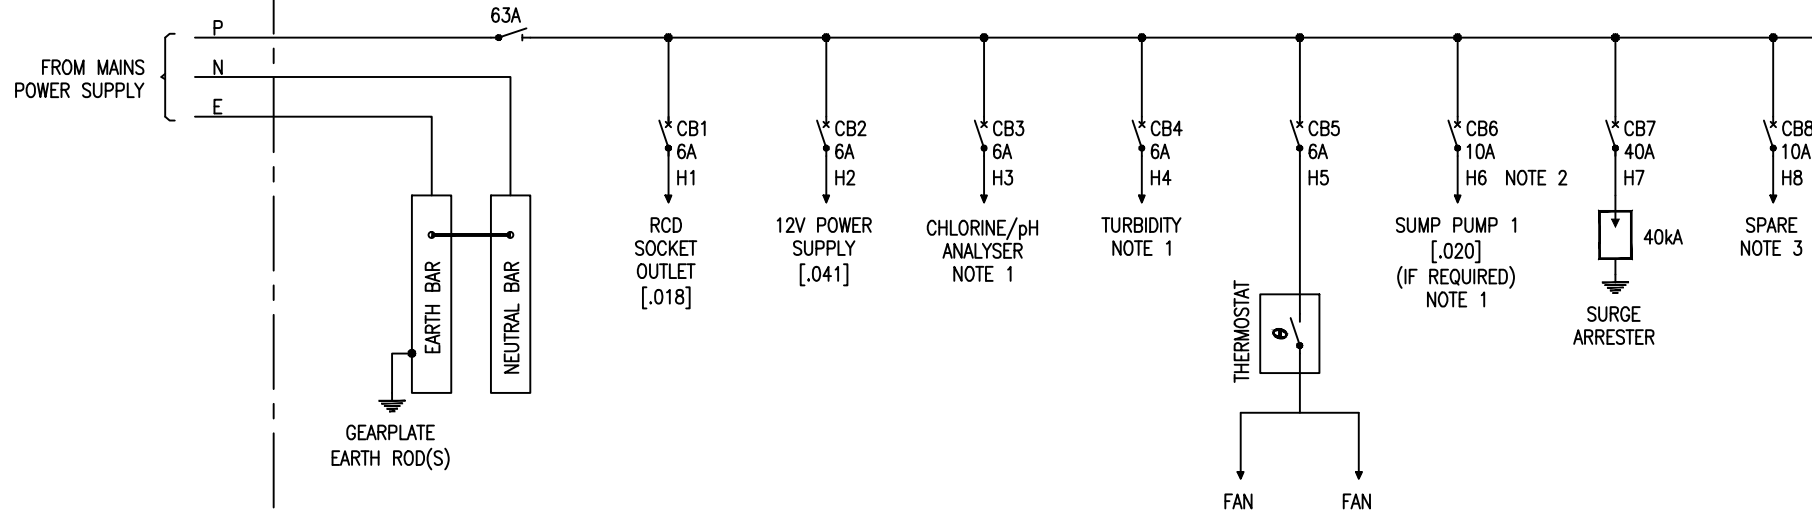 63A
P
FROM MAINS
POWER SUPPLY
N
E
CB1
6A
H1
CB2
6A
H2
CB3
6A
H3
CB4
6A
H4
CB5
6A
H5
CB6
10A
H6 NOTE 2
CB7
40A
H7
CB8
10A
H8
RCD
SOCKET
OUTLET
[.018]
12V POWER
SUPPLY
[.041]
CHLORINE/pH
ANALYSER
NOTE 1
TURBIDITY
NOTE 1
SUMP PUMP 1
[.020]
(IF REQUIRED)
NOTE 1
40kA
SURGE
ARRESTER
SPARE
NOTE 3
EARTH BAR
NEUTRAL BAR
THERMOSTAT
θ
GEARPLATE
EARTH ROD(S)
FAN
FAN